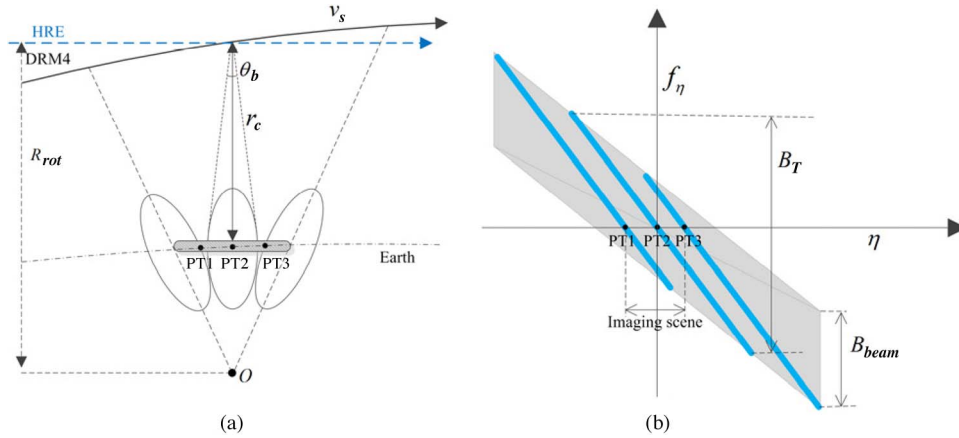 v_s
HRE
DRM4
θ_b
r_c
R_rot
PT1 PT2 PT3
Earth
O
(a)
f_η
B_T
PT1 PT2 PT3
η
Imaging scene
B_beam
(b)